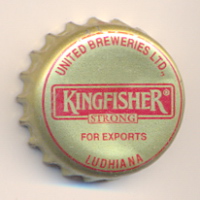 UNITED BREWERIES LTD.,
KINGFISHER®
STRONG
FOR EXPORTS
LUDHIANA